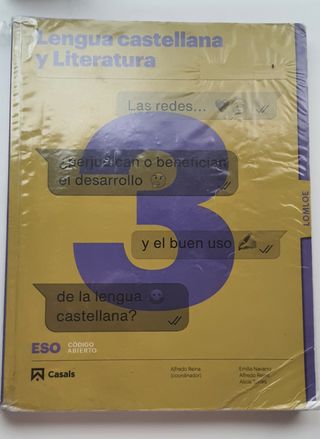 Lengua castellana
y Literatura
Las redes...
¿perjudican o benefician
el desarrollo
3
y el buen uso
de la lengua
castellana?
LOMLOE
ESO CÓDIGO
ABIERTO
Casals
Alfredo Reina
(coordinador)
Emilia Navarro
Alfredo Reina
Alicia Torres